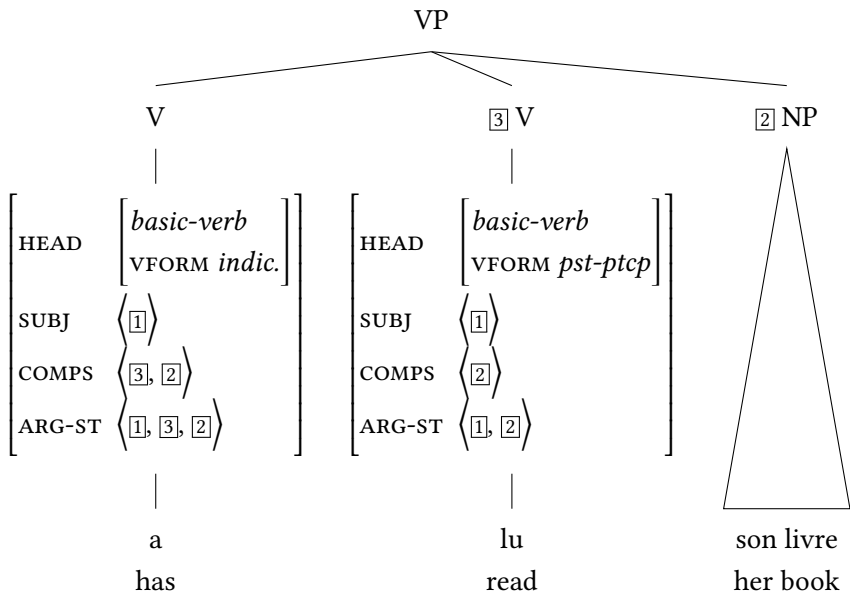 VP
V 3 V 2 NP
HEAD [basic-verb VFORM indic.] HEAD [basic-verb VFORM pst-ptcp]
SUBJ ⟨1⟩ SUBJ ⟨1⟩
COMPS ⟨3, 2⟩ COMPS ⟨2⟩
ARG-ST ⟨1, 3, 2⟩ ARG-ST ⟨1, 2⟩
a lu son livre
has read her book